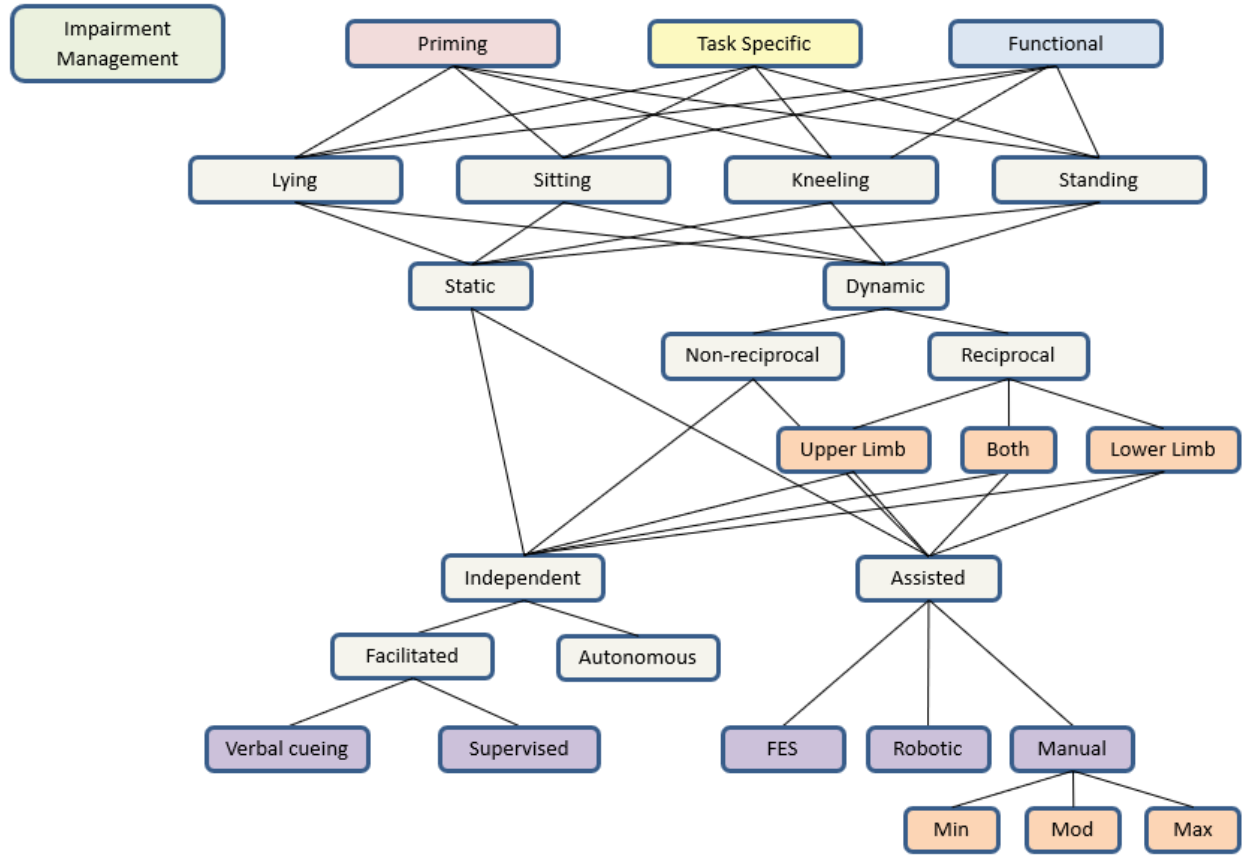 Impairment
Management
Priming
Task Specific
Functional
Lying
Sitting
Kneeling
Standing
Static
Dynamic
Non-reciprocal
Reciprocal
Upper Limb
Both
Lower Limb
Independent
Assisted
Facilitated
Autonomous
Verbal cueing
Supervised
FES
Robotic
Manual
Min
Mod
Max